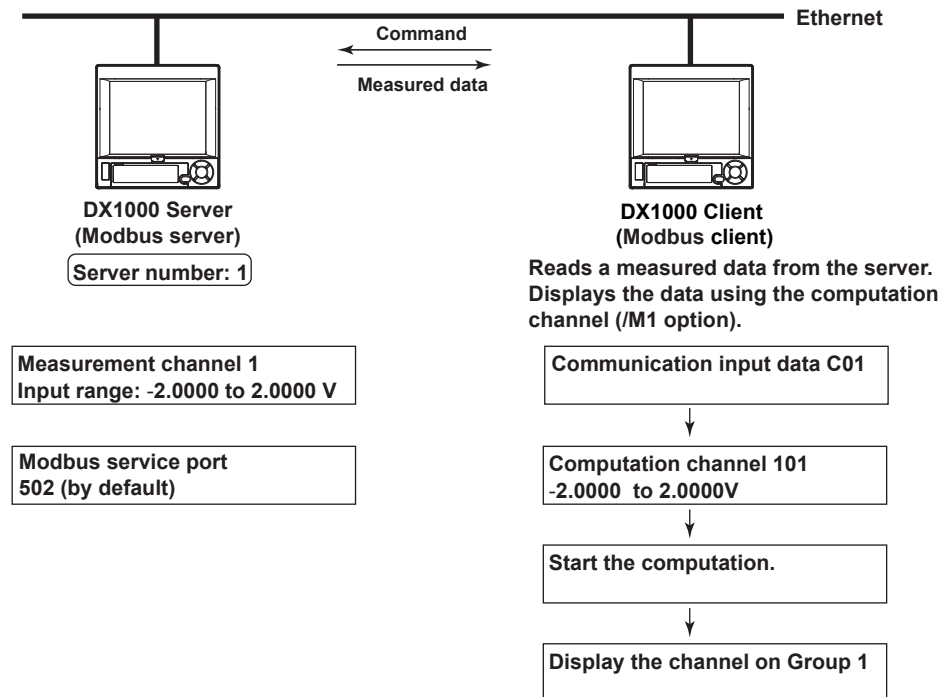 Ethernet
Command
Measured data
DX1000 Server
(Modbus server)
Server number: 1
DX1000 Client
(Modbus client)
Reads a measured data from the server.
Displays the data using the computation
channel (/M1 option).
Measurement channel 1
Input range: -2.0000 to 2.0000 V
Modbus service port
502 (by default)
Communication input data C01
Computation channel 101
-2.0000 to 2.0000V
Start the computation.
Display the channel on Group 1